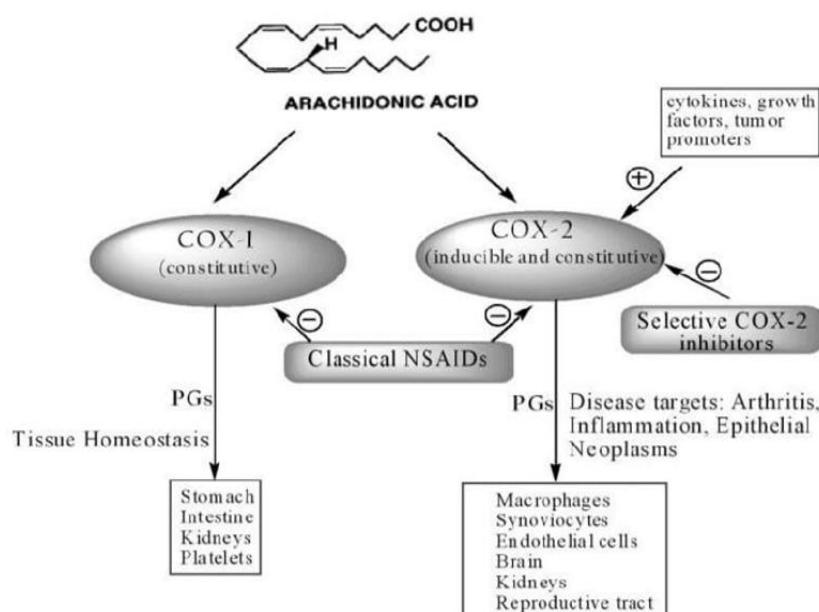 COOH
H
ARACHIDONIC ACID
cytokines, growth
factors, tumor
promoters
+
COX-1
(constitutive)
COX-2
(inducible and constitutive)
−
Selective COX-2
inhibitors
−
−
Classical NSAIDs
PGs
Tissue Homeostasis
PGs
Disease targets: Arthritis,
Inflammation, Epithelial
Neoplasms
Stomach
Intestine
Kidneys
Platelets
Macrophages
Synoviocytes
Endothelial cells
Brain
Kidneys
Reproductive tract